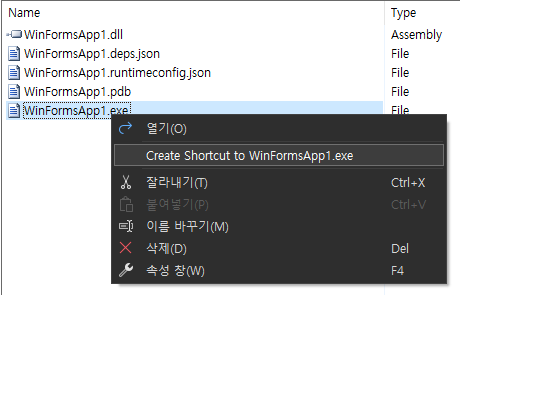 Name Type
WinFormsApp1.dll Assembly
WinFormsApp1.deps.json File
WinFormsApp1.runtimeconfig.json File
WinFormsApp1.pdb File
WinFormsApp1.exe File
열기(O)
Create Shortcut to WinFormsApp1.exe
잘라내기(T) Ctrl+X
붙여넣기(P) Ctrl+V
이름 바꾸기(M)
삭제(D) Del
속성 창(W) F4